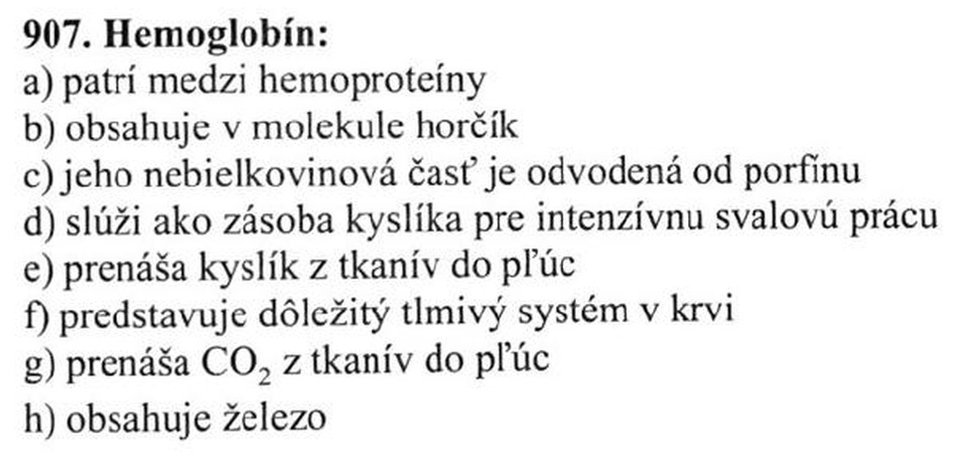 907. Hemoglobín:
a) patrí medzi hemoproteíny
b) obsahuje v molekule horčík
c) jeho nebielkovinová časť je odvodená od porfínu
d) slúži ako zásoba kyslíka pre intenzívnu svalovú prácu
e) prenáša kyslík z tkanív do pľúc
f) predstavuje dôležitý tlmivý systém v krvi
g) prenáša CO₂ z tkanív do pľúc
h) obsahuje železo